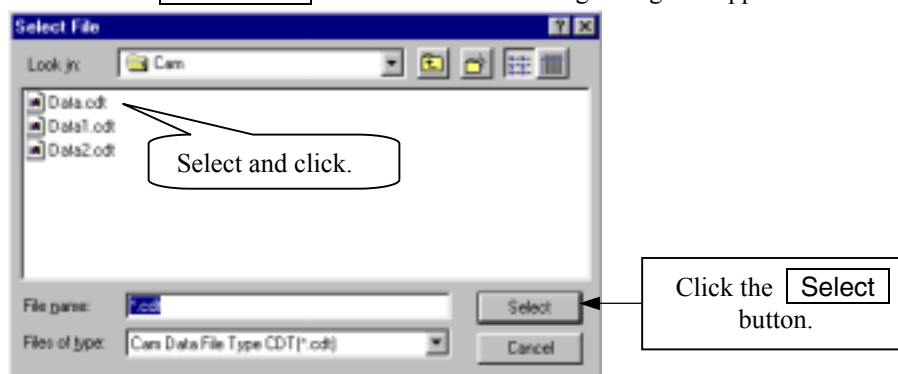 Select File
Look in: Cam
Data.cdt
Data1.cdt
Data2.cdt
Select and click.
File name: *.cdt Select
Click the Select
button.
Files of type: Cam Data File Type CDT(*.cdt) Cancel